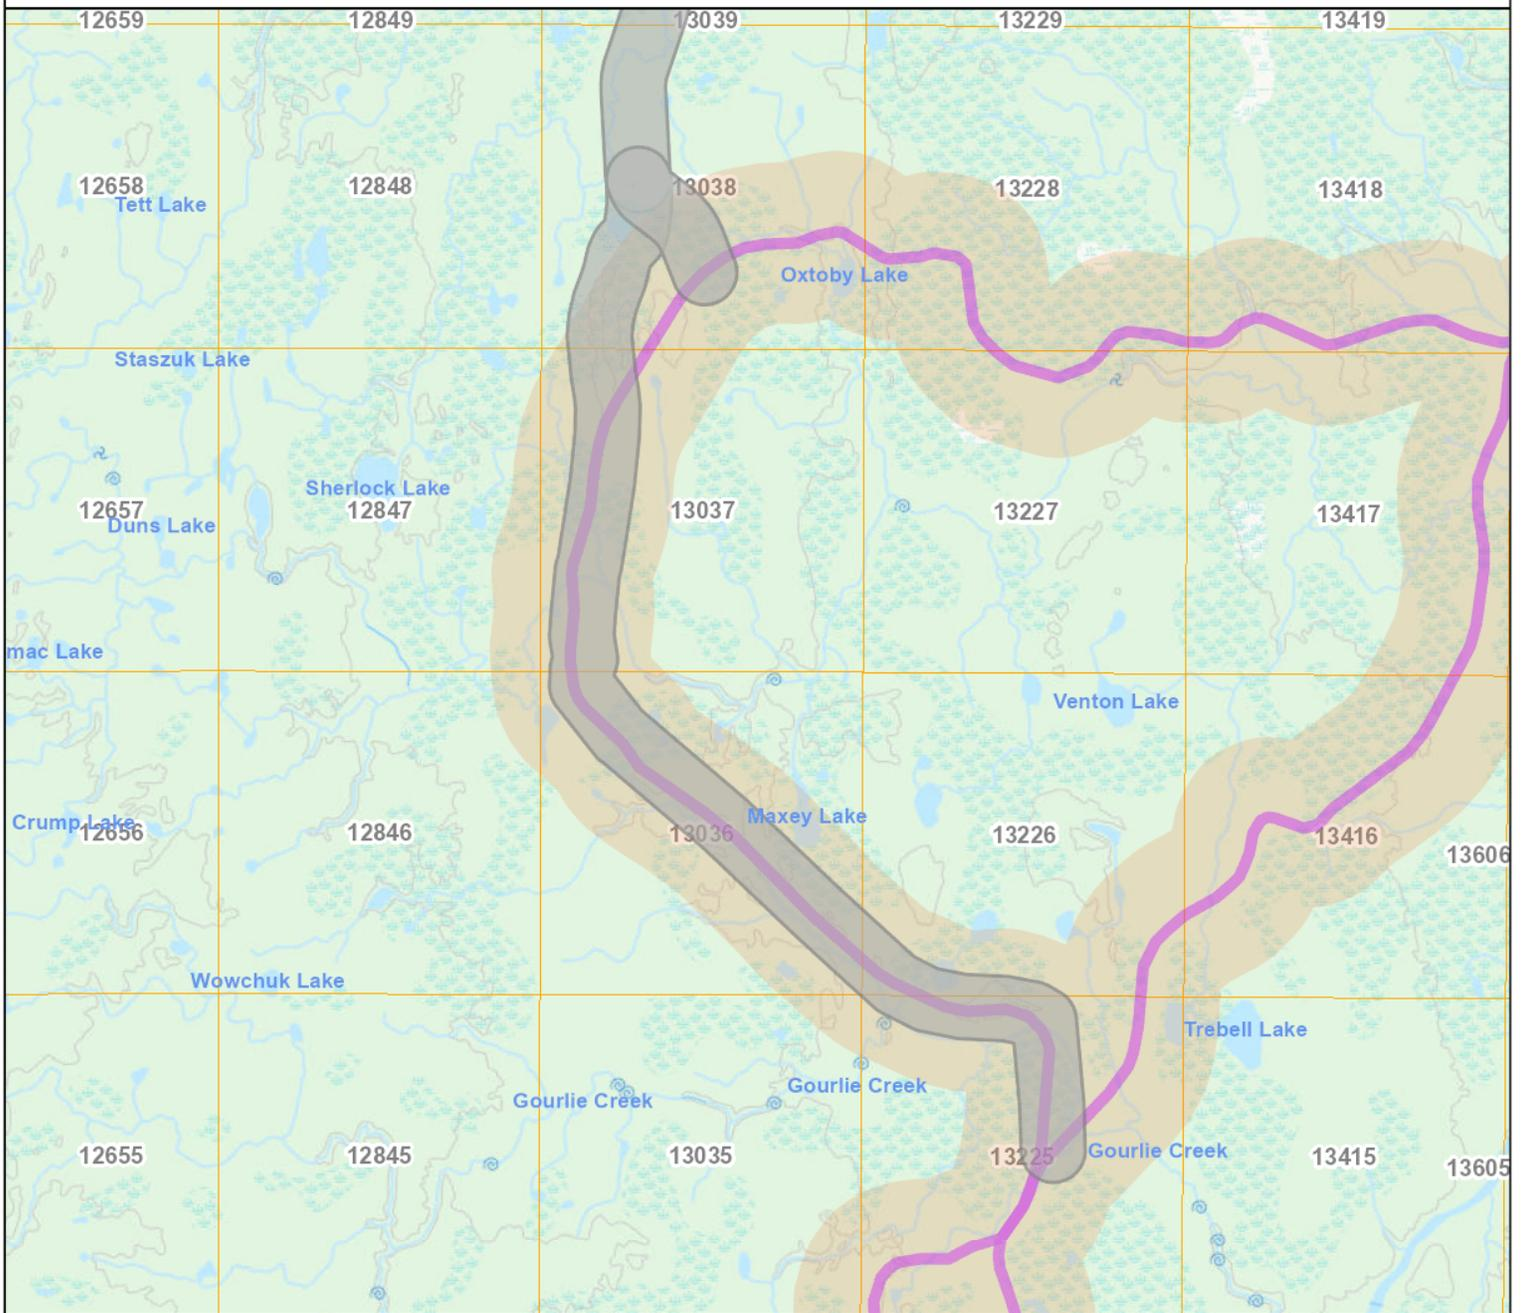 12659
12849
13039
13229
13419
12658
12848
13038
13228
13418
Tett Lake
Oxtoby Lake
Staszuk Lake
Sherlock Lake
12657
12847
13037
13227
13417
Duns Lake
mac Lake
Venton Lake
Maxey Lake
Crump Lake
12656
12846
13036
13226
13416
13606
Wowchuk Lake
Trebell Lake
Gourlie Creek
Gourlie Creek
Gourlie Creek
12655
12845
13035
13225
13415
13605